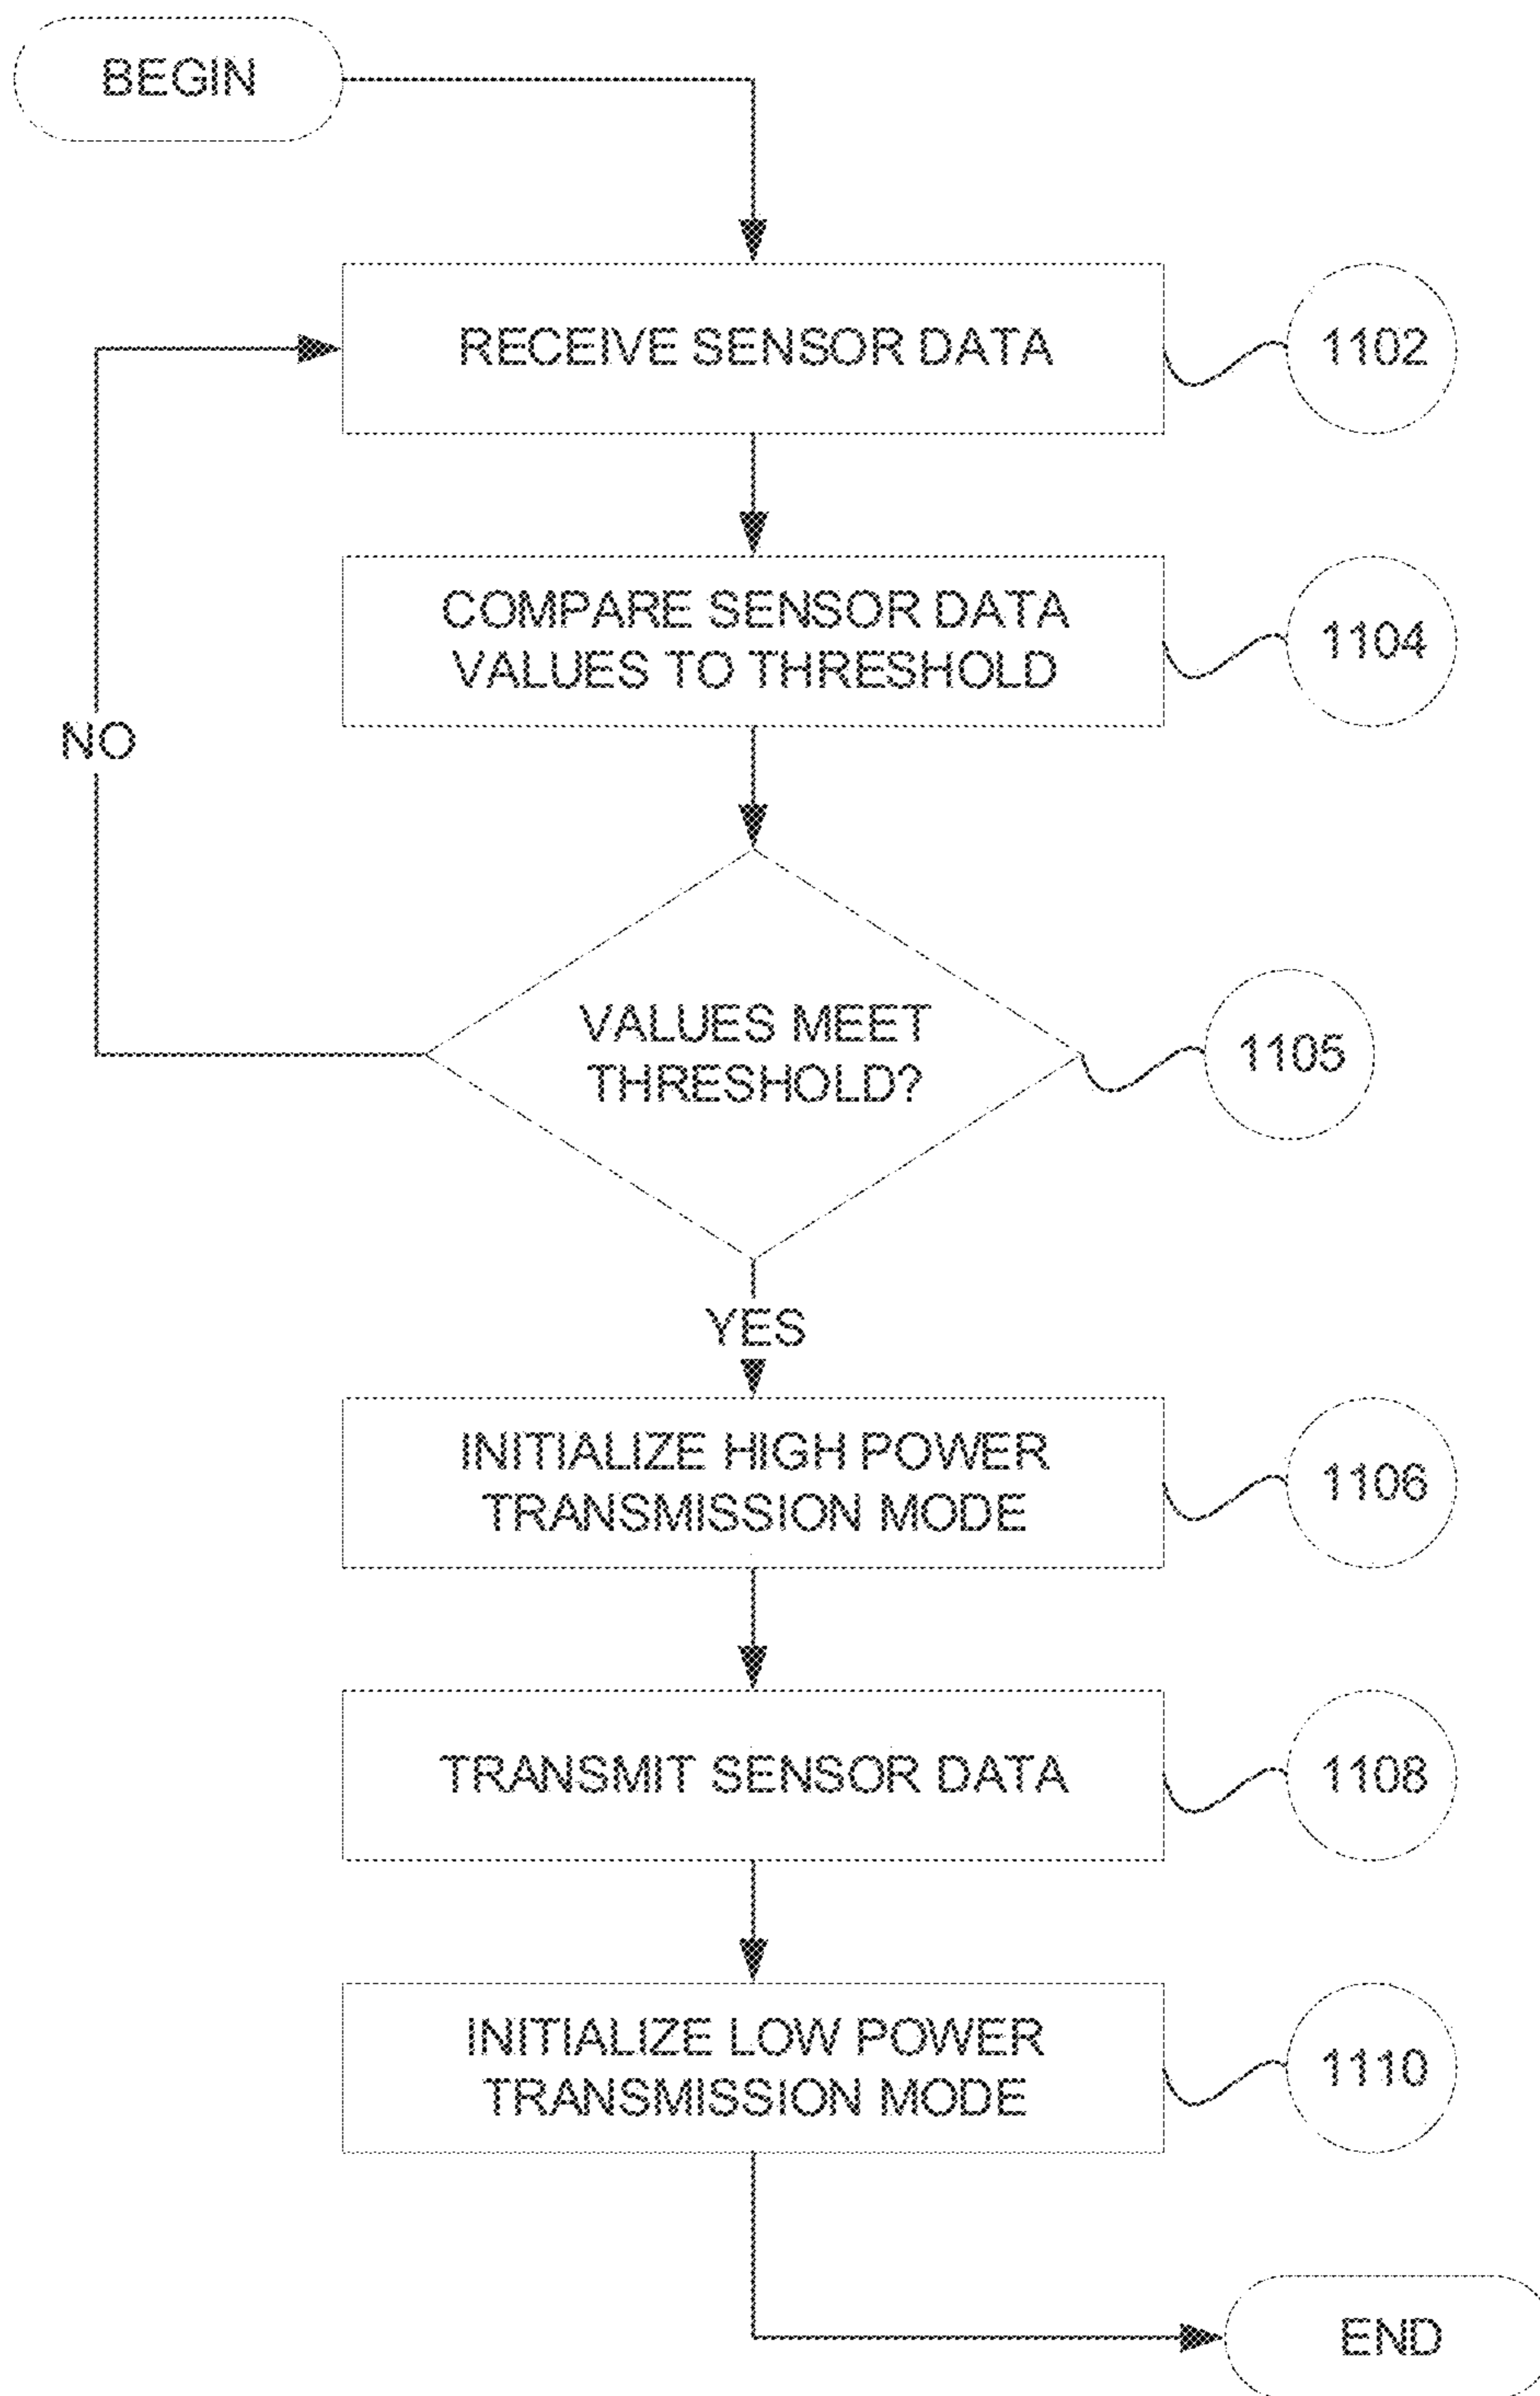 BEGIN
RECEIVE SENSOR DATA
1102
COMPARE SENSOR DATA
VALUES TO THRESHOLD
1104
NO
VALUES MEET
THRESHOLD?
1105
YES
INITIALIZE HIGH POWER
TRANSMISSION MODE
1106
TRANSMIT SENSOR DATA
1108
INITIALIZE LOW POWER
TRANSMISSION MODE
1110
END